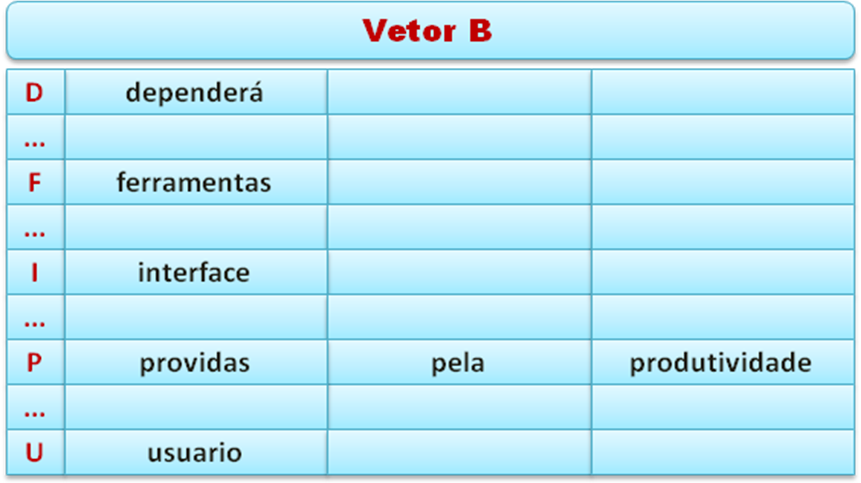 Vetor B
D dependerá
...
F ferramentas
...
I interface
...
P providas pela produtividade
...
U usuario